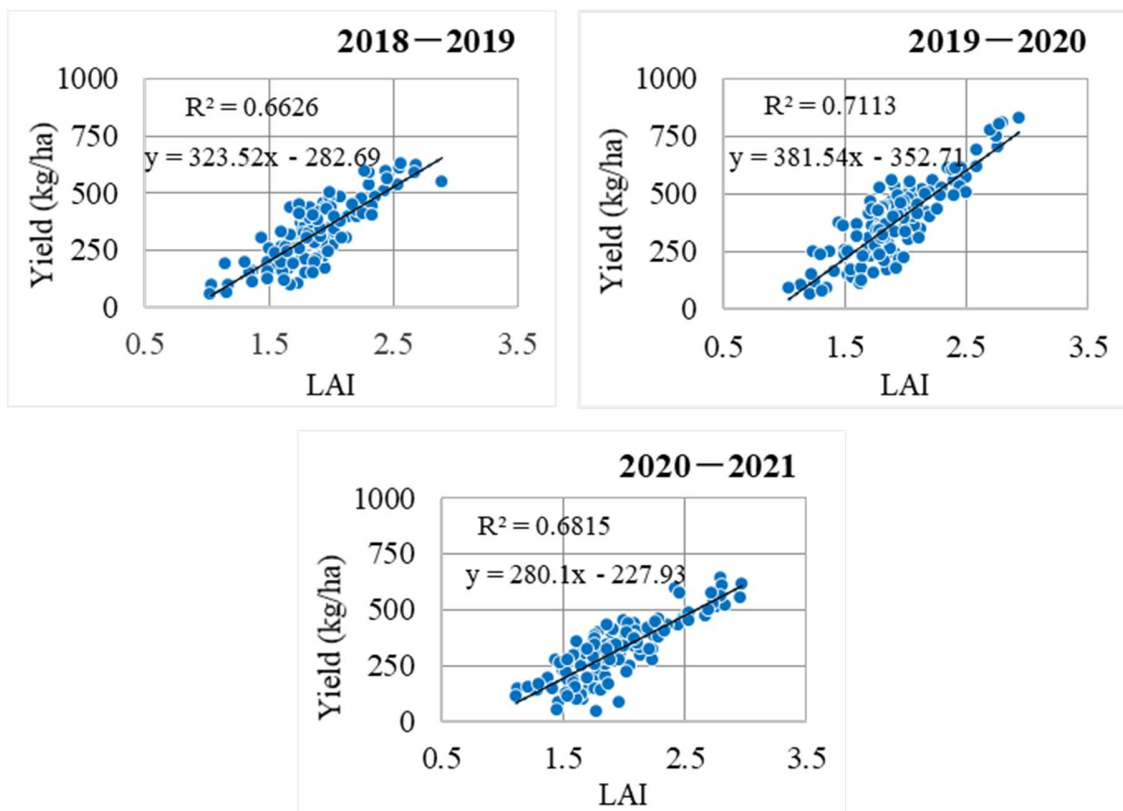 2018－2019
1000
R² = 0.6626
750
y = 323.52x - 282.69
500
250
0
Yield (kg/ha)
0.5 1.5 2.5 3.5
LAI
2019－2020
1000
R² = 0.7113
750
y = 381.54x - 352.71
500
250
0
Yield (kg/ha)
0.5 1.5 2.5 3.5
LAI
2020－2021
1000
R² = 0.6815
750
y = 280.1x - 227.93
500
250
0
Yield (kg/ha)
0.5 1.5 2.5 3.5
LAI